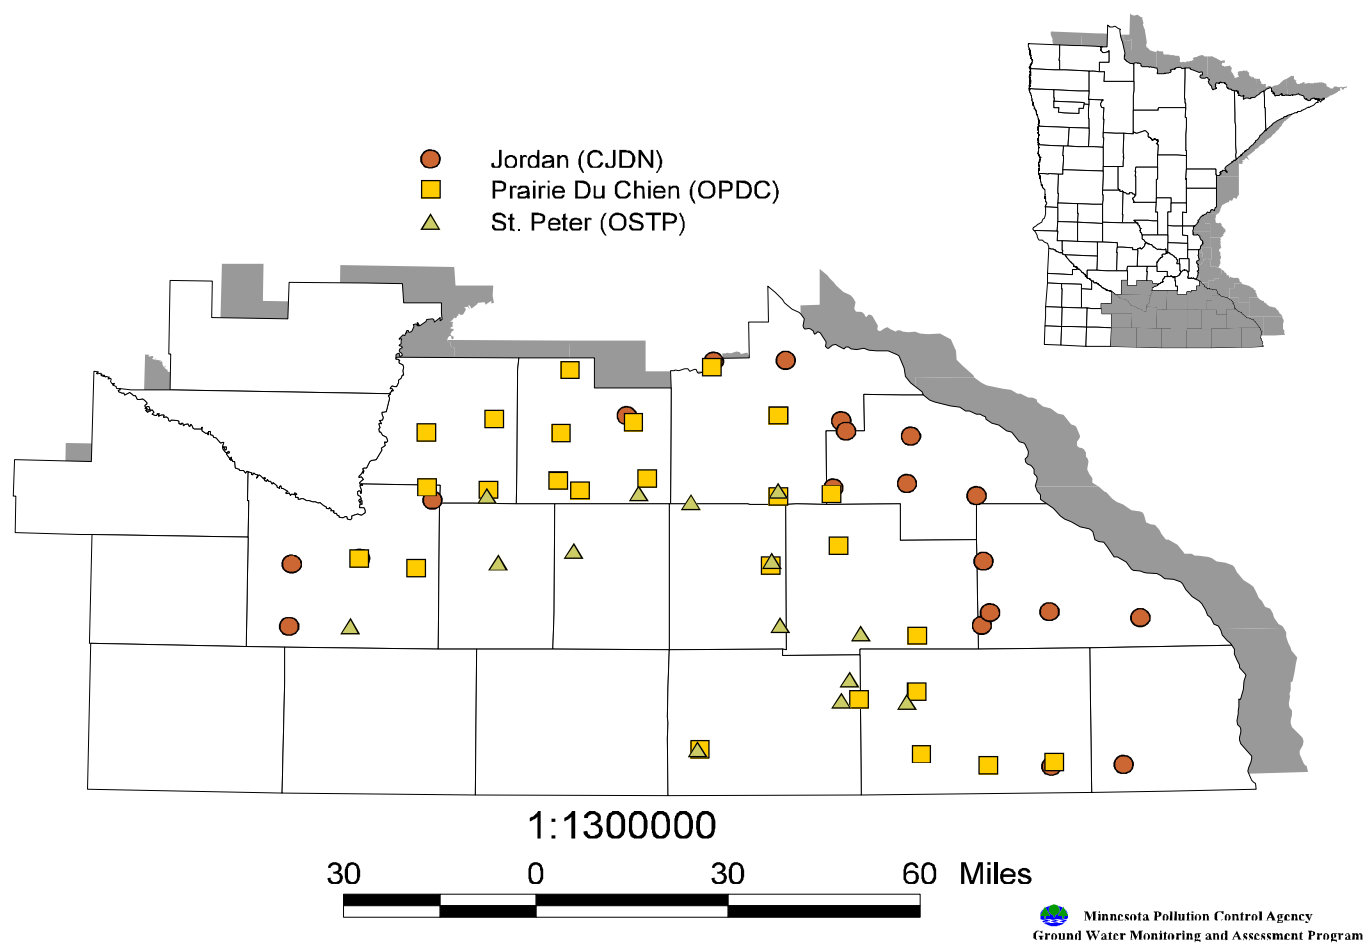 Jordan (CJDN)
Prairie Du Chien (OPDC)
St. Peter (OSTP)
1:1300000
30 0 30 60 Miles
Minnesota Pollution Control Agency
Ground Water Monitoring and Assessment Program